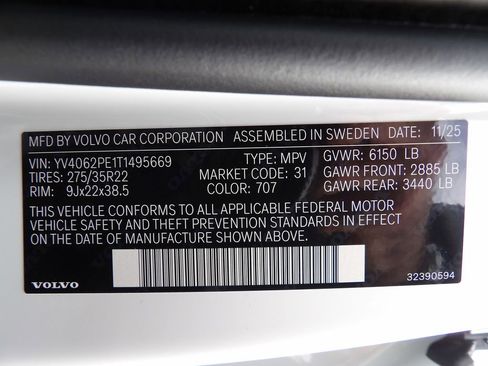 MFD BY VOLVO CAR CORPORATION ASSEMBLED IN SWEDEN DATE: 11/25
VIN: YV4062PE1T1495669 TYPE: MPV GVWR: 6150 LB
TIRES: 275/35R22 MARKET CODE: 31 GAWR FRONT: 2885 LB
RIM: 9Jx22x38.5 COLOR: 707 GAWR REAR: 3440 LB
THIS VEHICLE CONFORMS TO ALL APPLICABLE FEDERAL MOTOR
VEHICLE SAFETY AND THEFT PREVENTION STANDARDS IN EFFECT ON
THE DATE OF MANUFACTURE SHOWN ABOVE.
VOLVO 32390594